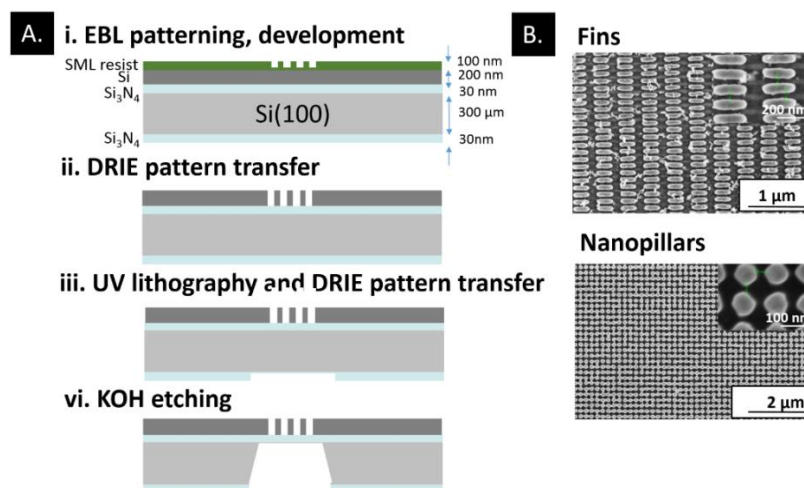 A.
i. EBL patterning, development
SML resist
Si
Si₃N₄
Si(100)
Si₃N₄
100 nm
200 nm
30 nm
300 µm
30nm
ii. DRIE pattern transfer
iii. UV lithography and DRIE pattern transfer
vi. KOH etching
B.
Fins
200 nm
1 µm
Nanopillars
100 nm
2 µm